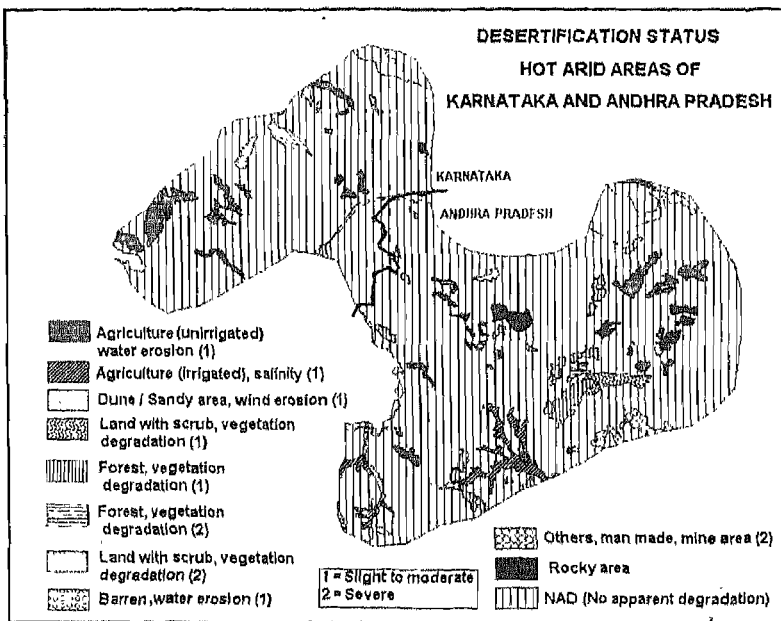 DESERTIFICATION STATUS
HOT ARID AREAS OF
KARNATAKA AND ANDHRA PRADESH
KARNATAKA
ANDHRA PRADESH
Agriculture (unirrigated)
water erosion (1)
Agriculture (irrigated), salinity (1)
Dune / Sandy area, wind erosion (1)
Land with scrub, vegetation
degradation (1)
Forest, vegetation
degradation (1)
Forest, vegetation
degradation (2)
Land with scrub, vegetation
degradation (2)
Barren, water erosion (1)
1 = Slight to moderate
2 = Severe
Others, man made, mine area (2)
Rocky area
NAD (No apparent degradation)